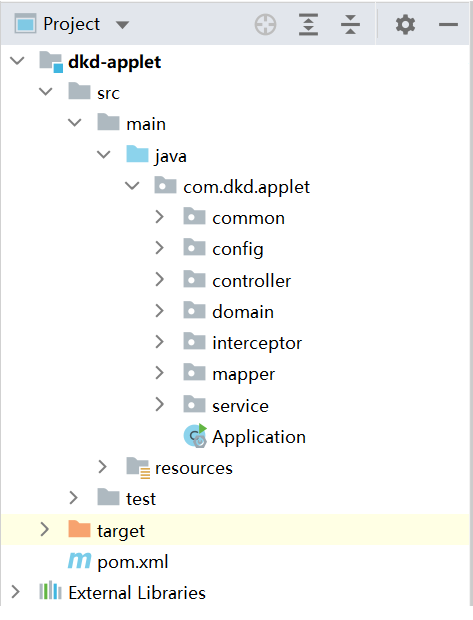 Project
dkd-applet
src
main
java
com.dkd.applet
common
config
controller
domain
interceptor
mapper
service
Application
resources
test
target
pom.xml
External Libraries